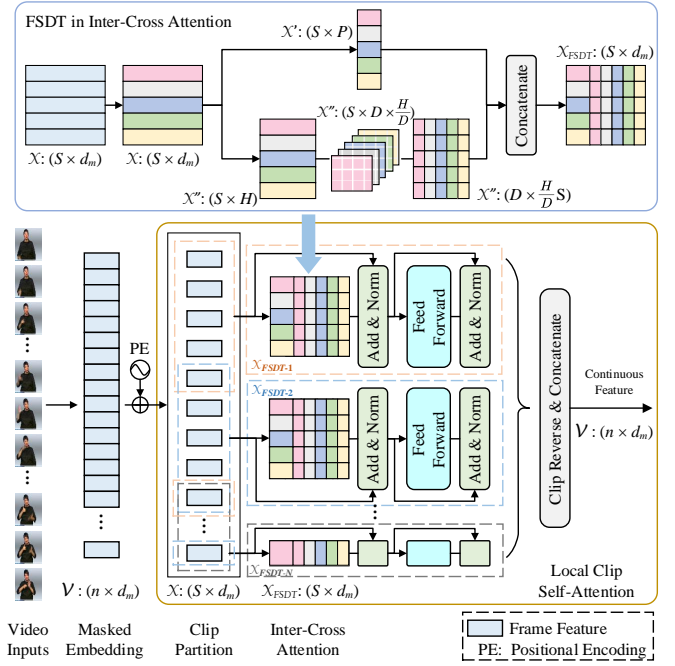 FSDT in Inter-Cross Attention
X': (S × P)
X_FSDT: (S × d_m)
X'': (S × D × H/D)
Concatenate
X: (S × d_m)
X: (S × d_m)
X'': (S × H)
X'': (D × H/D S)
PE
Add & Norm
Feed
Forward
Add & Norm
X_FSDT-1
X_FSDT-2
Add & Norm
Feed
Forward
Add & Norm
X_FSDT-N
Clip Reverse & Concatenate
Continuous
Feature
V : (n × d_m)
V : (n × d_m)
X: (S × d_m)
X_FSDT: (S × d_m)
Local Clip
Self-Attention
Video
Inputs
Masked
Embedding
Clip
Partition
Inter-Cross
Attention
Frame Feature
PE: Positional Encoding